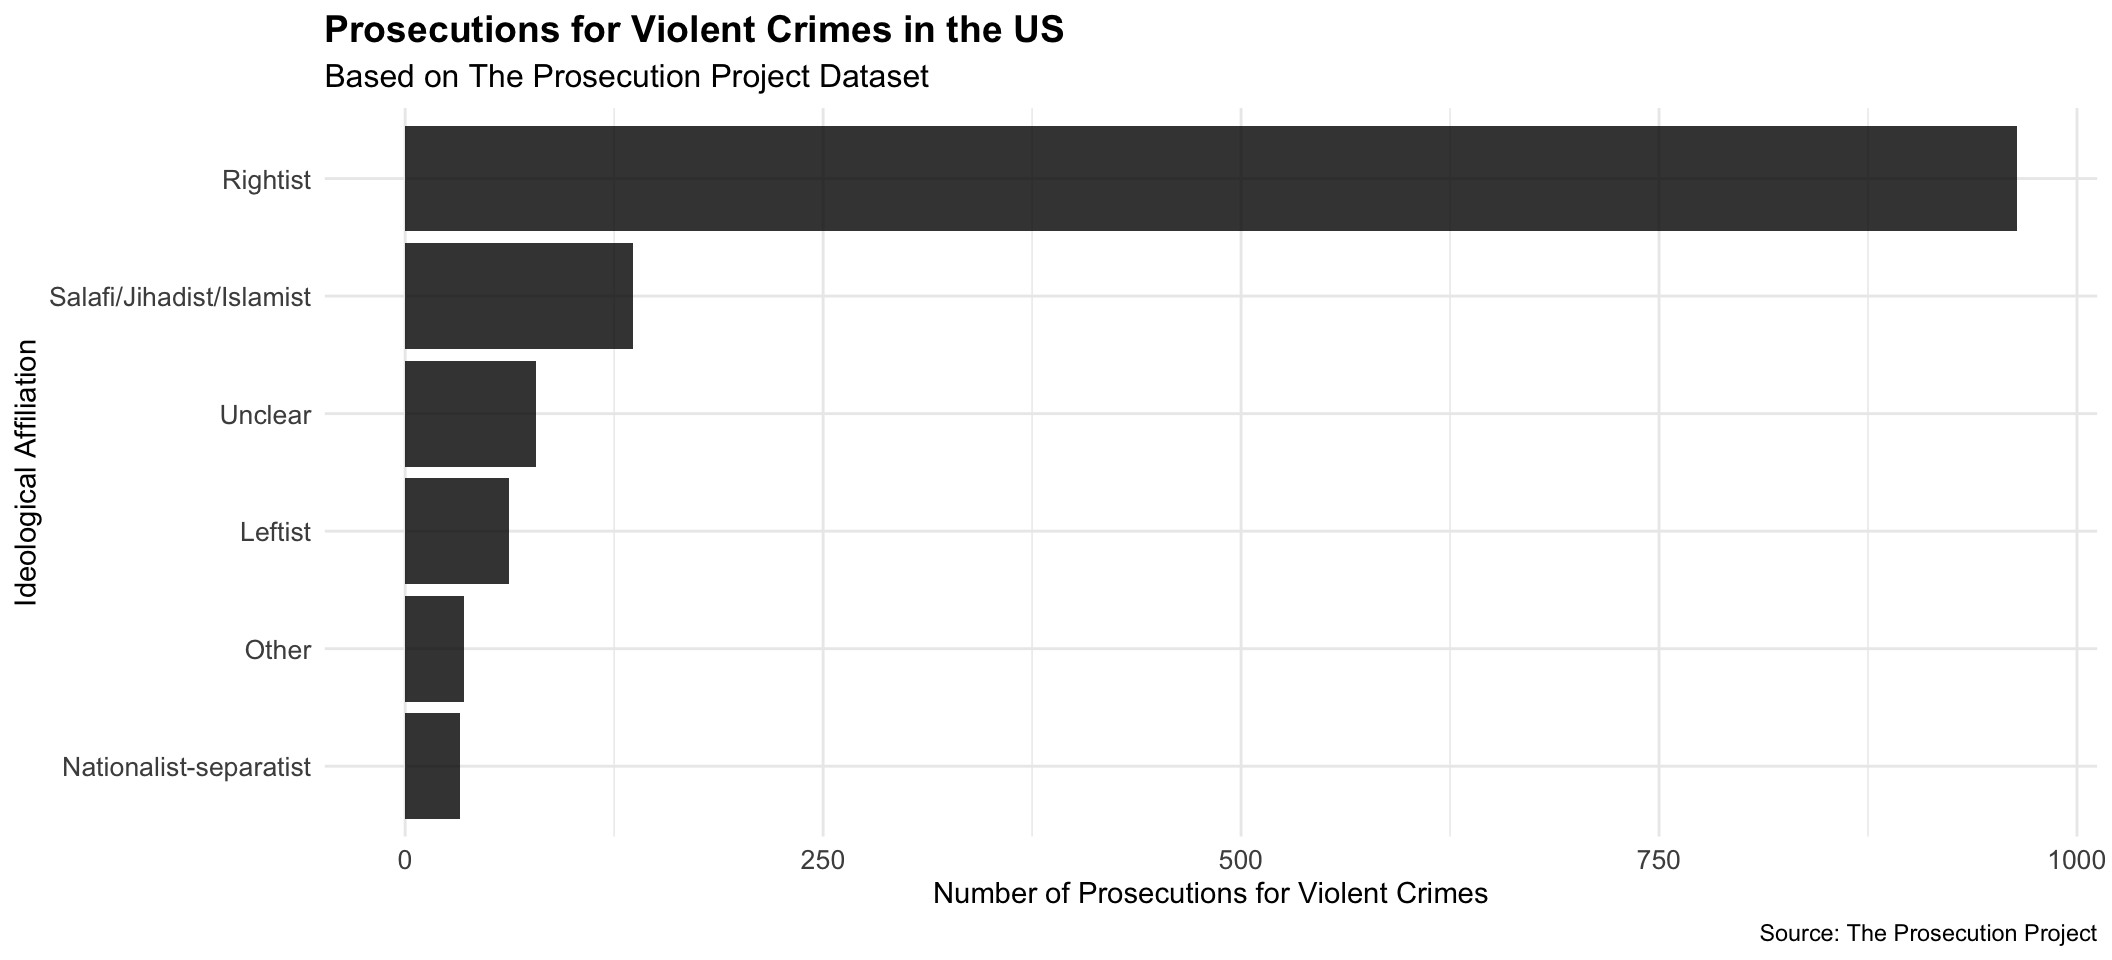 Prosecutions for Violent Crimes in the US
Based on The Prosecution Project Dataset
Ideological Affiliation
Rightist
Salafi/Jihadist/Islamist
Unclear
Leftist
Other
Nationalist-separatist
0 250 500 750 1000
Number of Prosecutions for Violent Crimes
Source: The Prosecution Project